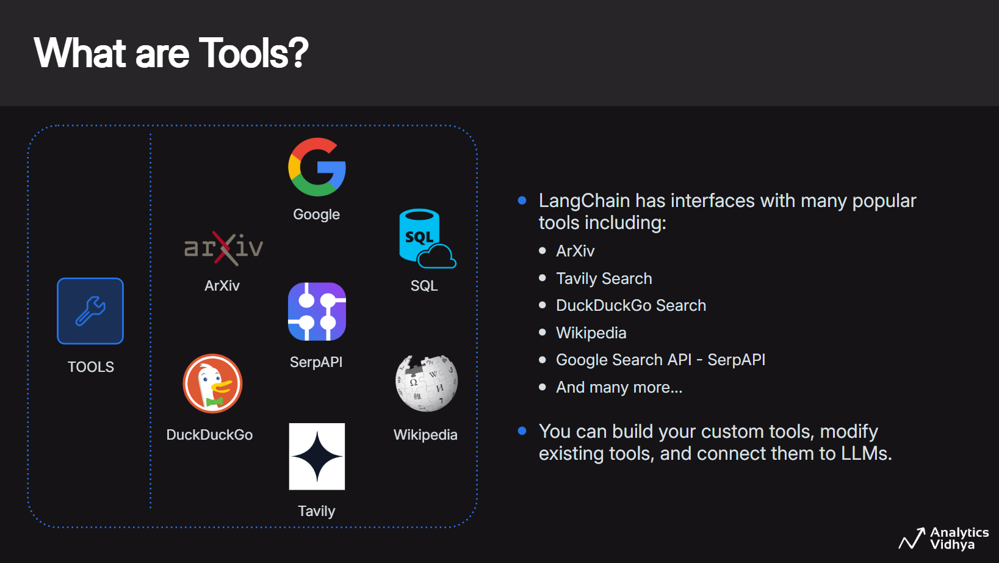 What are Tools?
Google
arXiv
ArXiv
SQL
SQL
SerpAPI
TOOLS
DuckDuckGo
Ω
W
И
維
Wikipedia
Tavily
LangChain has interfaces with many popular
tools including:
ArXiv
Tavily Search
DuckDuckGo Search
Wikipedia
Google Search API - SerpAPI
And many more...
You can build your custom tools, modify
existing tools, and connect them to LLMs.
Analytics
Vidhya